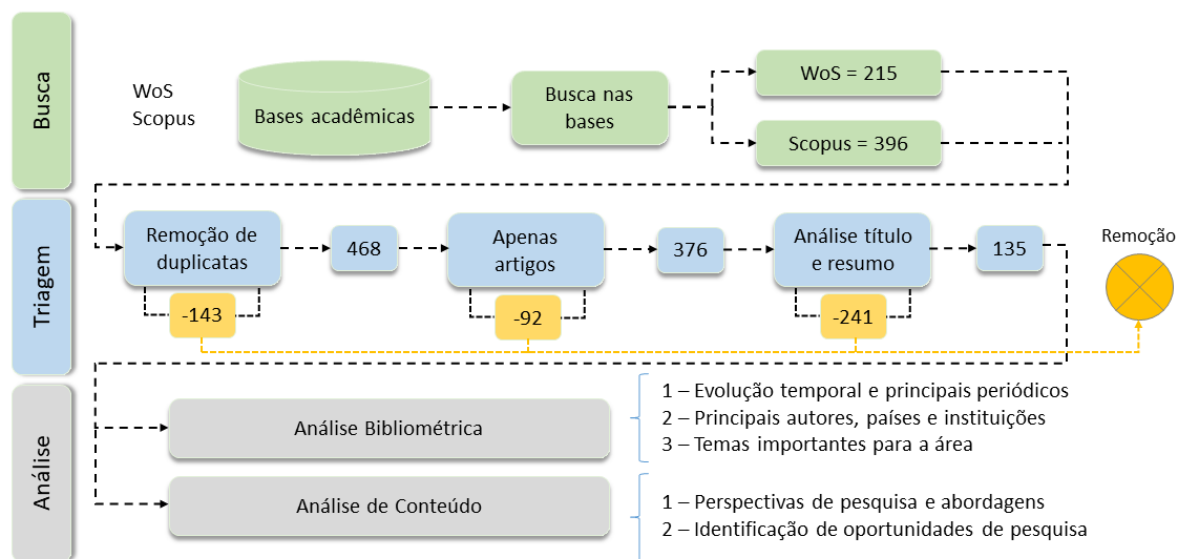 Busca
WoS
Scopus
Bases acadêmicas
Busca nas
bases
WoS = 215
Scopus = 396
Triagem
Remoção de
duplicatas
468
Apenas
artigos
376
Análise título
e resumo
135
Remoção
-143
-92
-241
Análise
Análise Bibliométrica
1 – Evolução temporal e principais periódicos
2 – Principais autores, países e instituições
3 – Temas importantes para a área
Análise de Conteúdo
1 – Perspectivas de pesquisa e abordagens
2 – Identificação de oportunidades de pesquisa